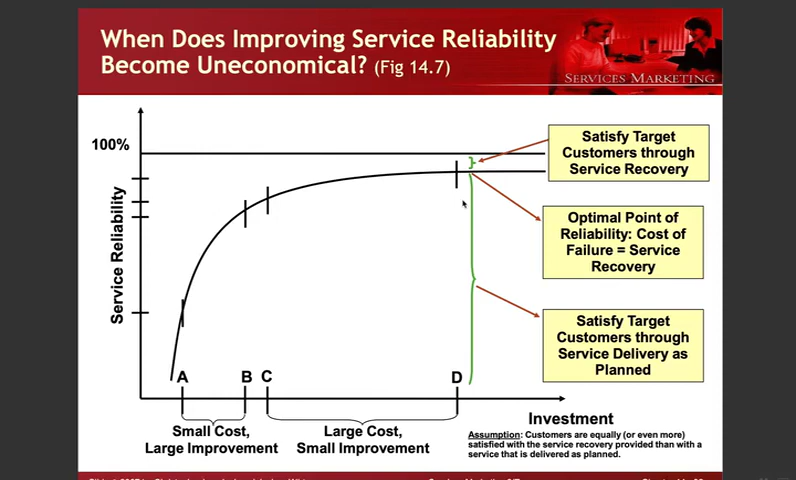 When Does Improving Service Reliability
Become Uneconomical? (Fig 14.7)
SERVICES MARKETING
100%
Service Reliability
Satisfy Target
Customers through
Service Recovery
Optimal Point of
Reliability: Cost of
Failure = Service
Recovery
Satisfy Target
Customers through
Service Delivery as
Planned
A B C D
Investment
Small Cost,
Large Improvement
Large Cost,
Small Improvement
Assumption: Customers are equally (or even more)
satisfied with the service recovery provided than with a
service that is delivered as planned.